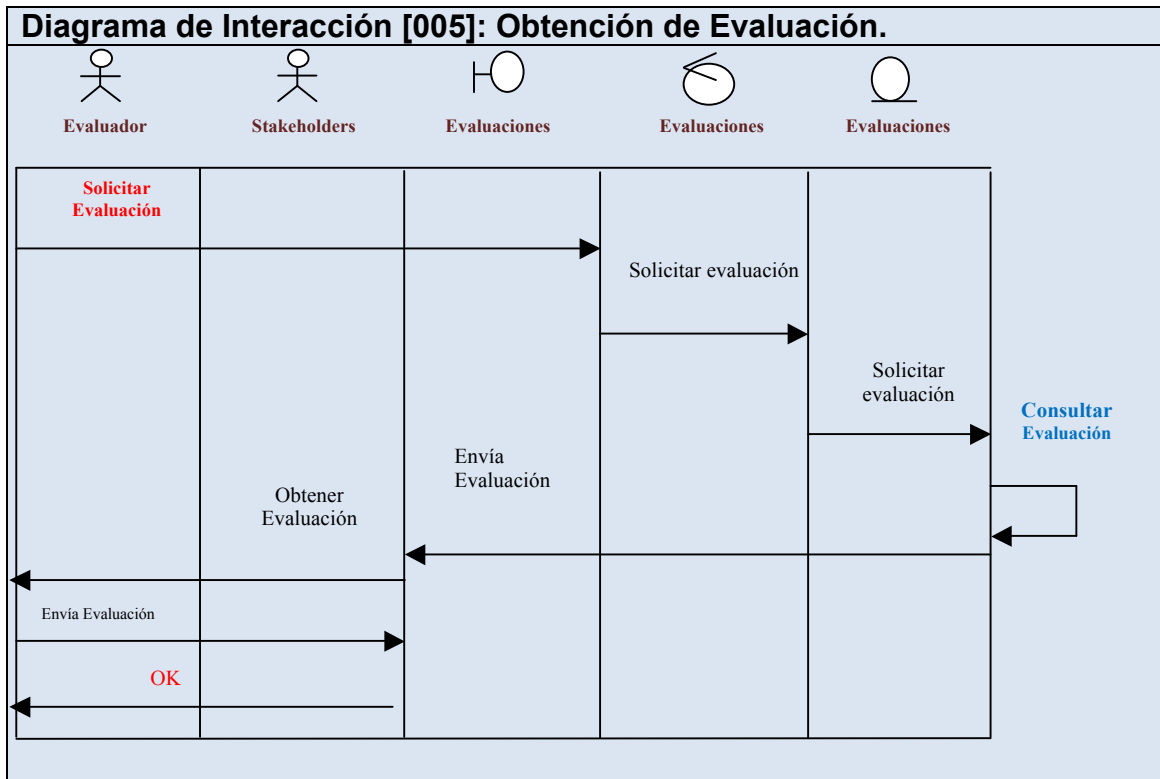 Diagrama de Interacción [005]: Obtención de Evaluación.
Evaluador
Stakeholders
Evaluaciones
Evaluaciones
Evaluaciones
Solicitar
Evaluación
Solicitar evaluación
Solicitar
evaluación
Consultar
Evaluación
Envía
Evaluación
Obtener
Evaluación
Envía Evaluación
OK